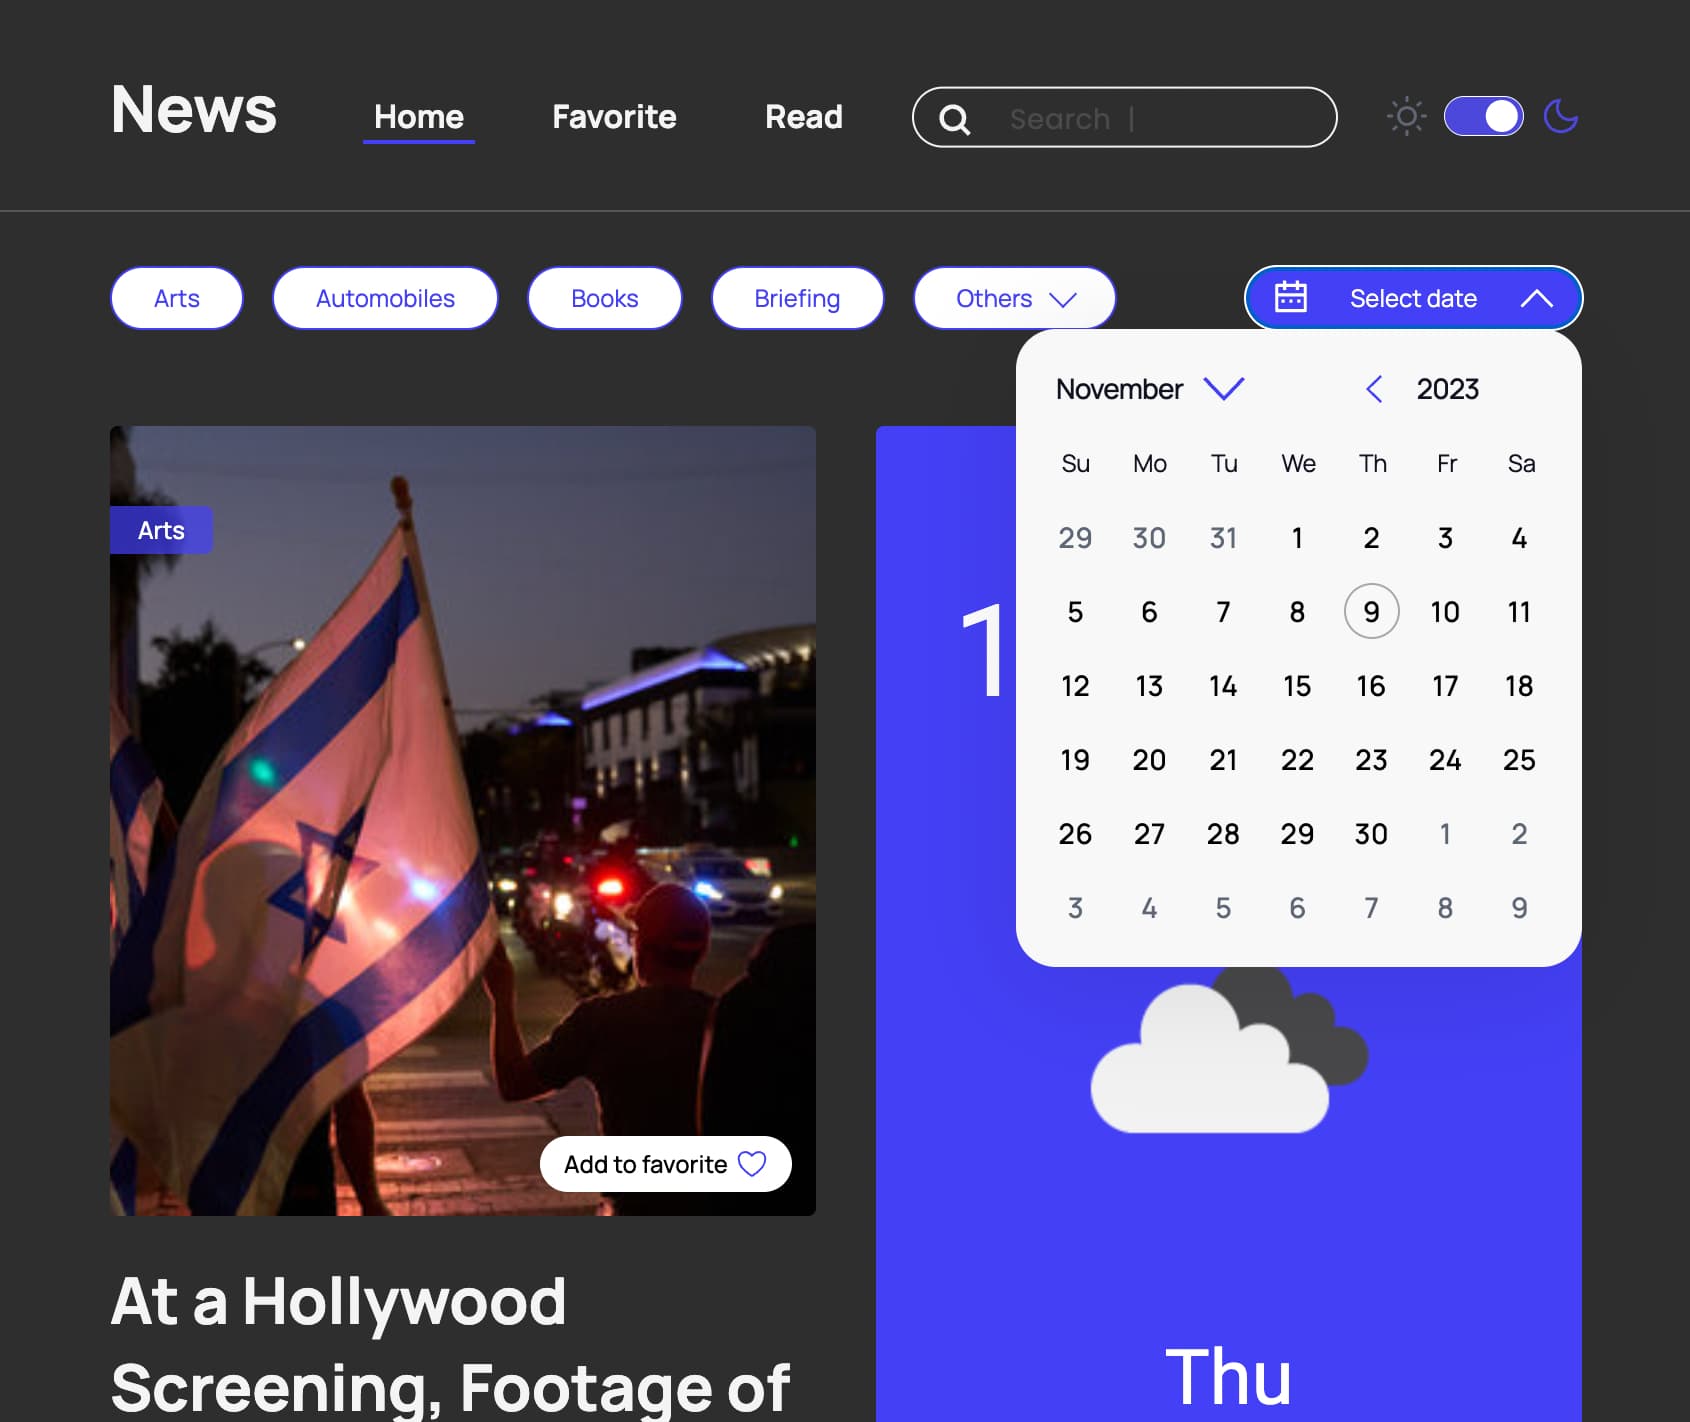 News
Home
Favorite
Read
Search |
Arts
Automobiles
Books
Briefing
Others
Select date
November
2023
Su Mo Tu We Th Fr Sa
29 30 31 1 2 3 4
5 6 7 8 9 10 11
12 13 14 15 16 17 18
19 20 21 22 23 24 25
26 27 28 29 30 1 2
3 4 5 6 7 8 9
Arts
1
Add to favorite
At a Hollywood
Screening, Footage of
Thu